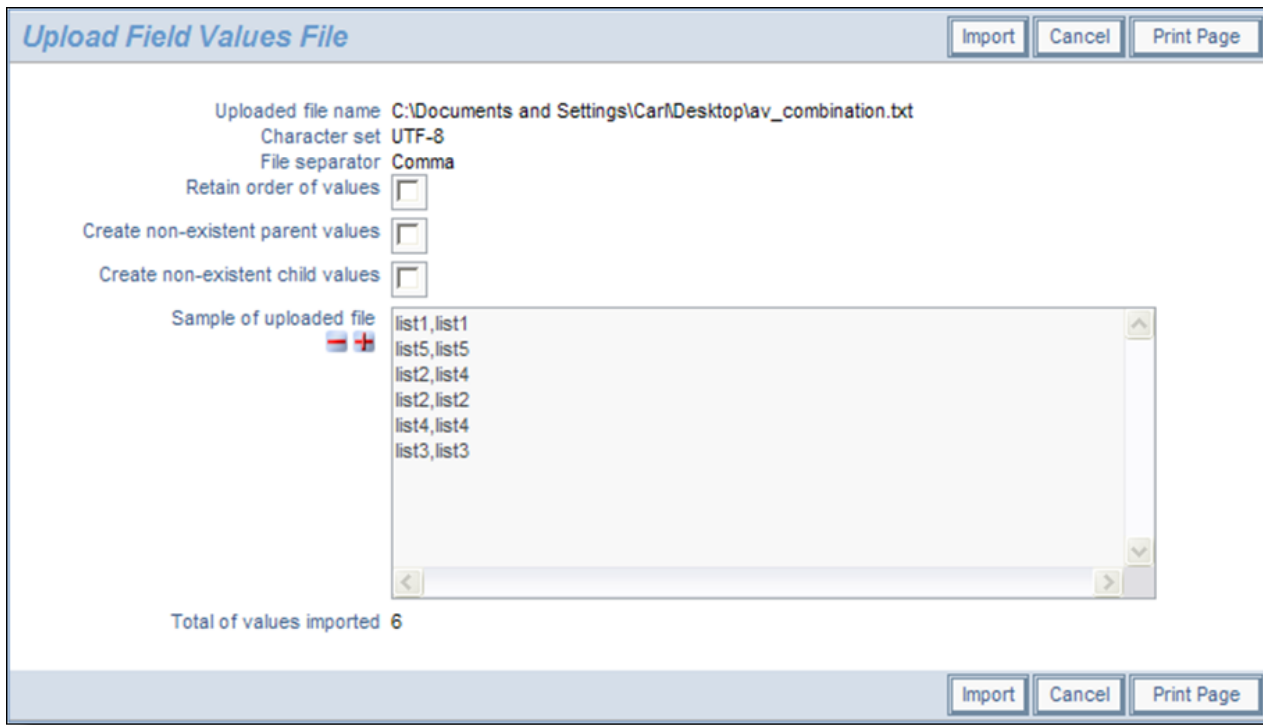 Upload Field Values File
Import Cancel Print Page
Uploaded file name C:\Documents and Settings\Carl\Desktop\av_combination.txt
Character set UTF-8
File separator Comma
Retain order of values
Create non-existent parent values
Create non-existent child values
Sample of uploaded file
list1,list1
list5,list5
list2,list4
list2,list2
list4,list4
list3,list3
Total of values imported 6
Import Cancel Print Page